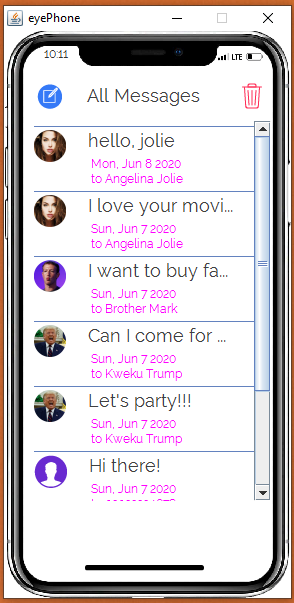 eyePhone
10:11
LTE
All Messages
hello, jolie
Mon, Jun 8 2020
to Angelina Jolie
I love your movi...
Sun, Jun 7 2020
to Angelina Jolie
I want to buy fa...
Sun, Jun 7 2020
to Brother Mark
Can I come for ...
Sun, Jun 7 2020
to Kweku Trump
Let's party!!!
Sun, Jun 7 2020
to Kweku Trump
Hi there!
Sun, Jun 7 2020
to